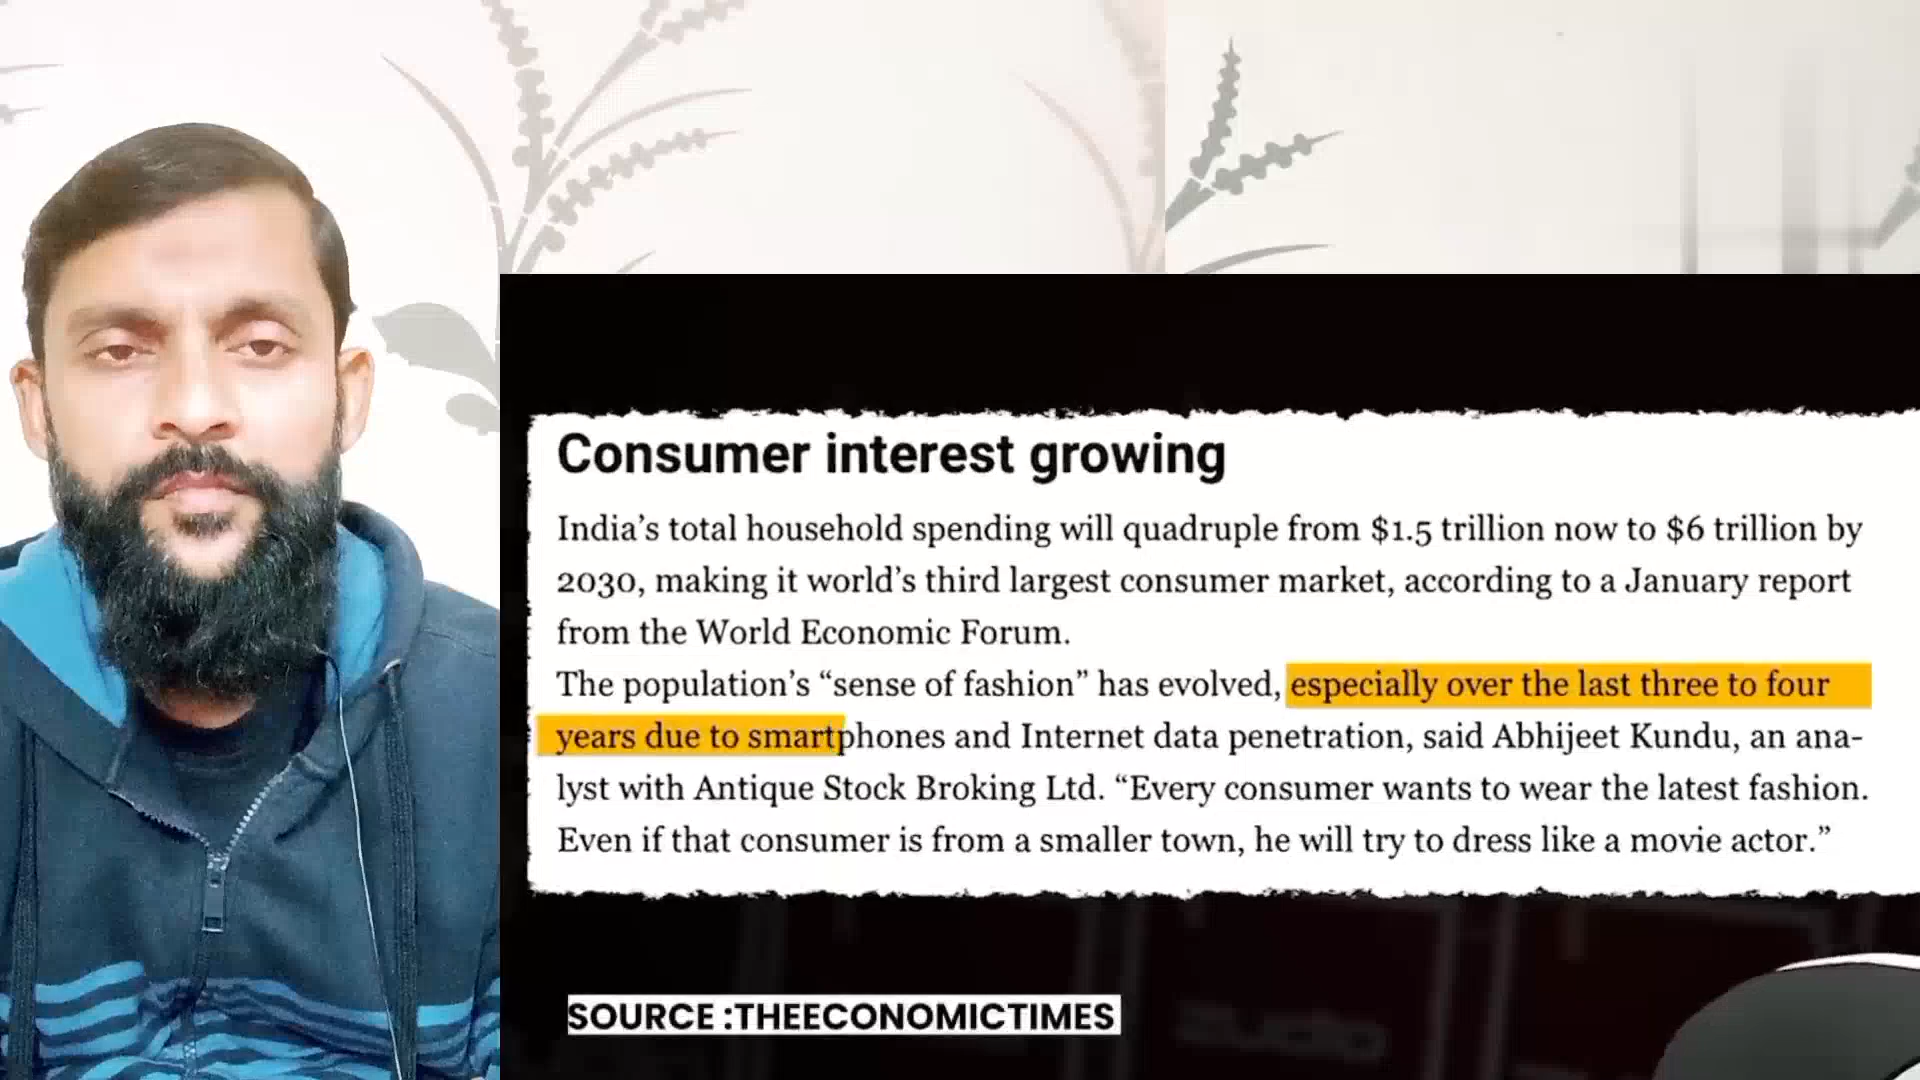 Consumer interest growing
India’s total household spending will quadruple from $1.5 trillion now to $6 trillion by
2030, making it world’s third largest consumer market, according to a January report
from the World Economic Forum.
The population’s “sense of fashion” has evolved, especially over the last three to four
years due to smartphones and Internet data penetration, said Abhijeet Kundu, an ana-
lyst with Antique Stock Broking Ltd. “Every consumer wants to wear the latest fashion.
Even if that consumer is from a smaller town, he will try to dress like a movie actor.”
SOURCE :THEECONOMICTIMES